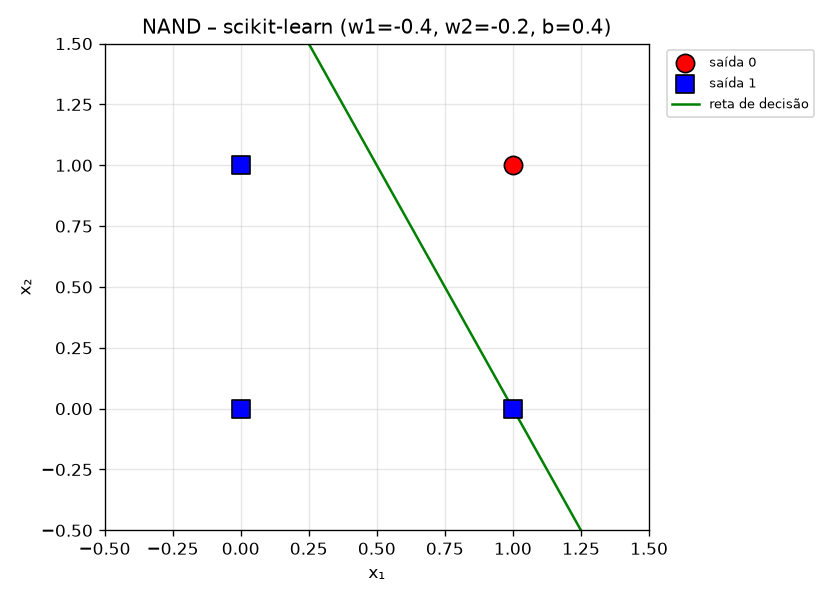 NAND – scikit-learn (w1=-0.4, w2=-0.2, b=0.4)
saída 0
saída 1
reta de decisão
1.50
1.25
1.00
0.75
0.50
0.25
0.00
−0.25
−0.50
x₂
−0.50 −0.25 0.00 0.25 0.50 0.75 1.00 1.25 1.50
x₁